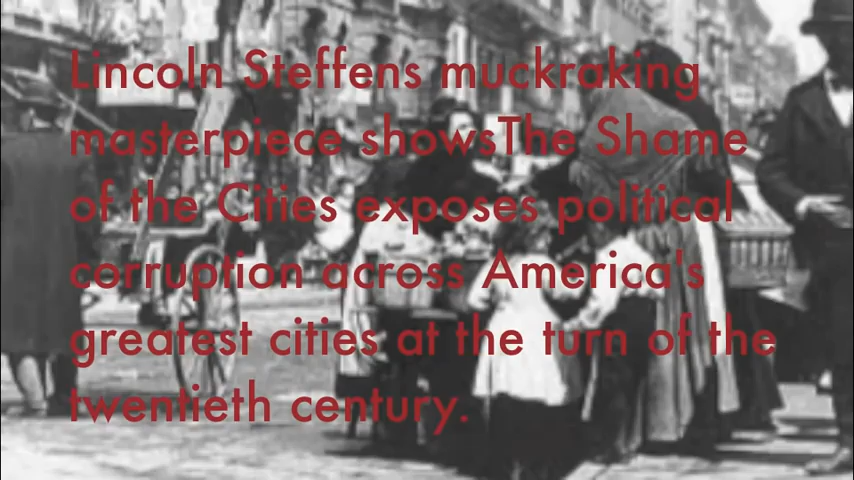 Lincoln Steffens muckraking
masterpiece showsThe Shame
of the Cities exposes political
corruption across America's
greatest cities at the turn of the
twentieth century.